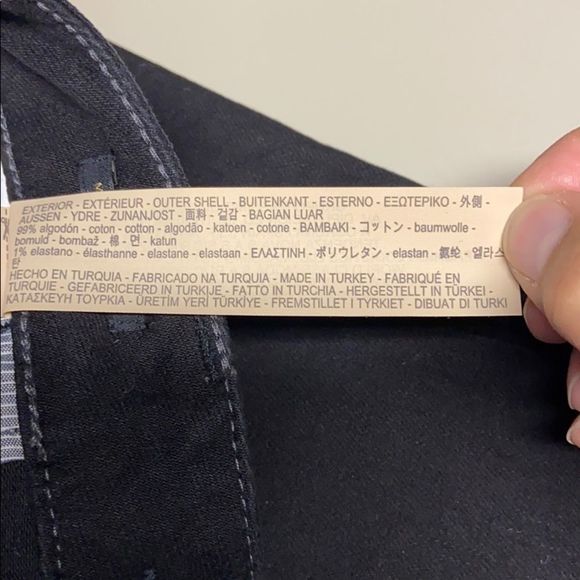 EXTERIOR - EXTÉRIEUR - OUTER SHELL - BUITENKANT - ESTERNO - ΕΞΩΤΕΡΙΚΟ - 外側 -
AUSSEN - YDRE - ZUNANJOST - 面料 - 겉감 - BAGIAN LUAR
99% algodón - coton - cotton - algodão - katoen - cotone - ΒΑΜΒΑΚΙ - コットン - baumwolle -
bomuld - bombaž - 棉 - 면 - katun
1% elastano - élasthanne - elastane - elastaan - ΕΛΑΣΤΙΝΗ - ポリウレタン - elastan - 氨纶 - 엘라스
탄
HECHO EN TURQUIA - FABRICADO NA TURQUIA - MADE IN TURKEY - FABRIQUÉ EN
TURQUIE - GEFABRICEERD IN TURKIJE - FATTO IN TURCHIA - HERGESTELLT IN TÜRKEI -
ΚΑΤΑΣΚΕΥΗ ΤΟΥΡΚΙΑ - ÜRETİM YERİ TÜRKİYE - FREMSTILLET I TYRKIET - DIBUAT DI TURKI